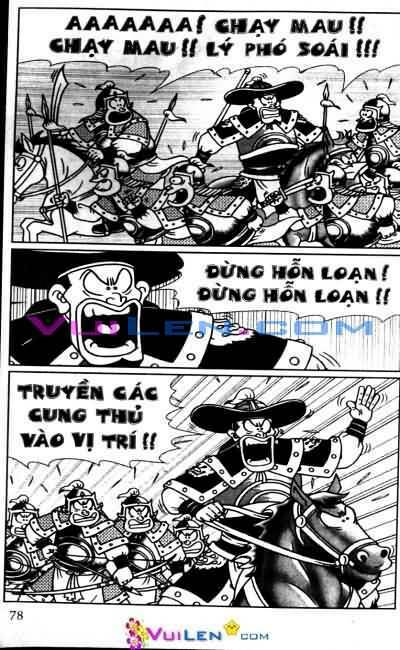 AAAAAAA! CHẠY MAU!!
CHẠY MAU!! LÝ PHÓ SOÁI!!!
ĐỪNG HỖN LOẠN!
ĐỪNG HỖN LOẠN!!
VUILEN.COM
TRUYỀN CÁC
CUNG THỦ
VÀO VỊ TRÍ!!
78
VUILEN.COM